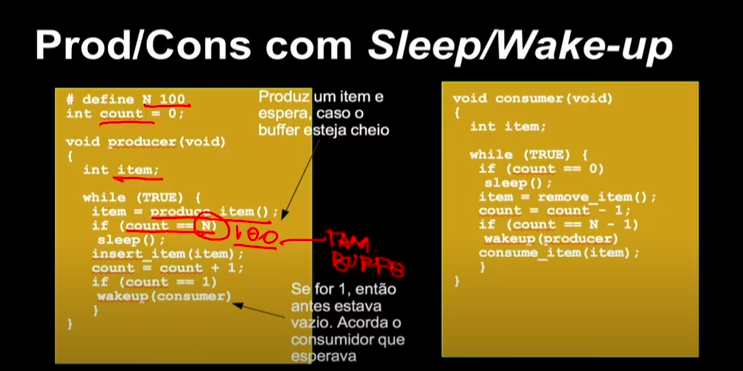 Prod/Cons com Sleep/Wake-up
# define N 100
int count = 0;
void producer(void)
{
int item;
while (TRUE) {
item = produce_item();
if (count == N)
sleep();
insert_item(item);
count = count + 1;
if (count == 1)
wakeup(consumer)
}
}
Produz um item e
espera, caso o
buffer esteja cheio
100
TAM.
BUFFE
Se for 1, então
antes estava
vazio. Acorda o
consumidor que
esperava
void consumer(void)
{
int item;
while (TRUE) {
if (count == 0)
sleep();
item = remove_item();
count = count - 1;
if (count == N - 1)
wakeup(producer)
consume_item(item);
}
}